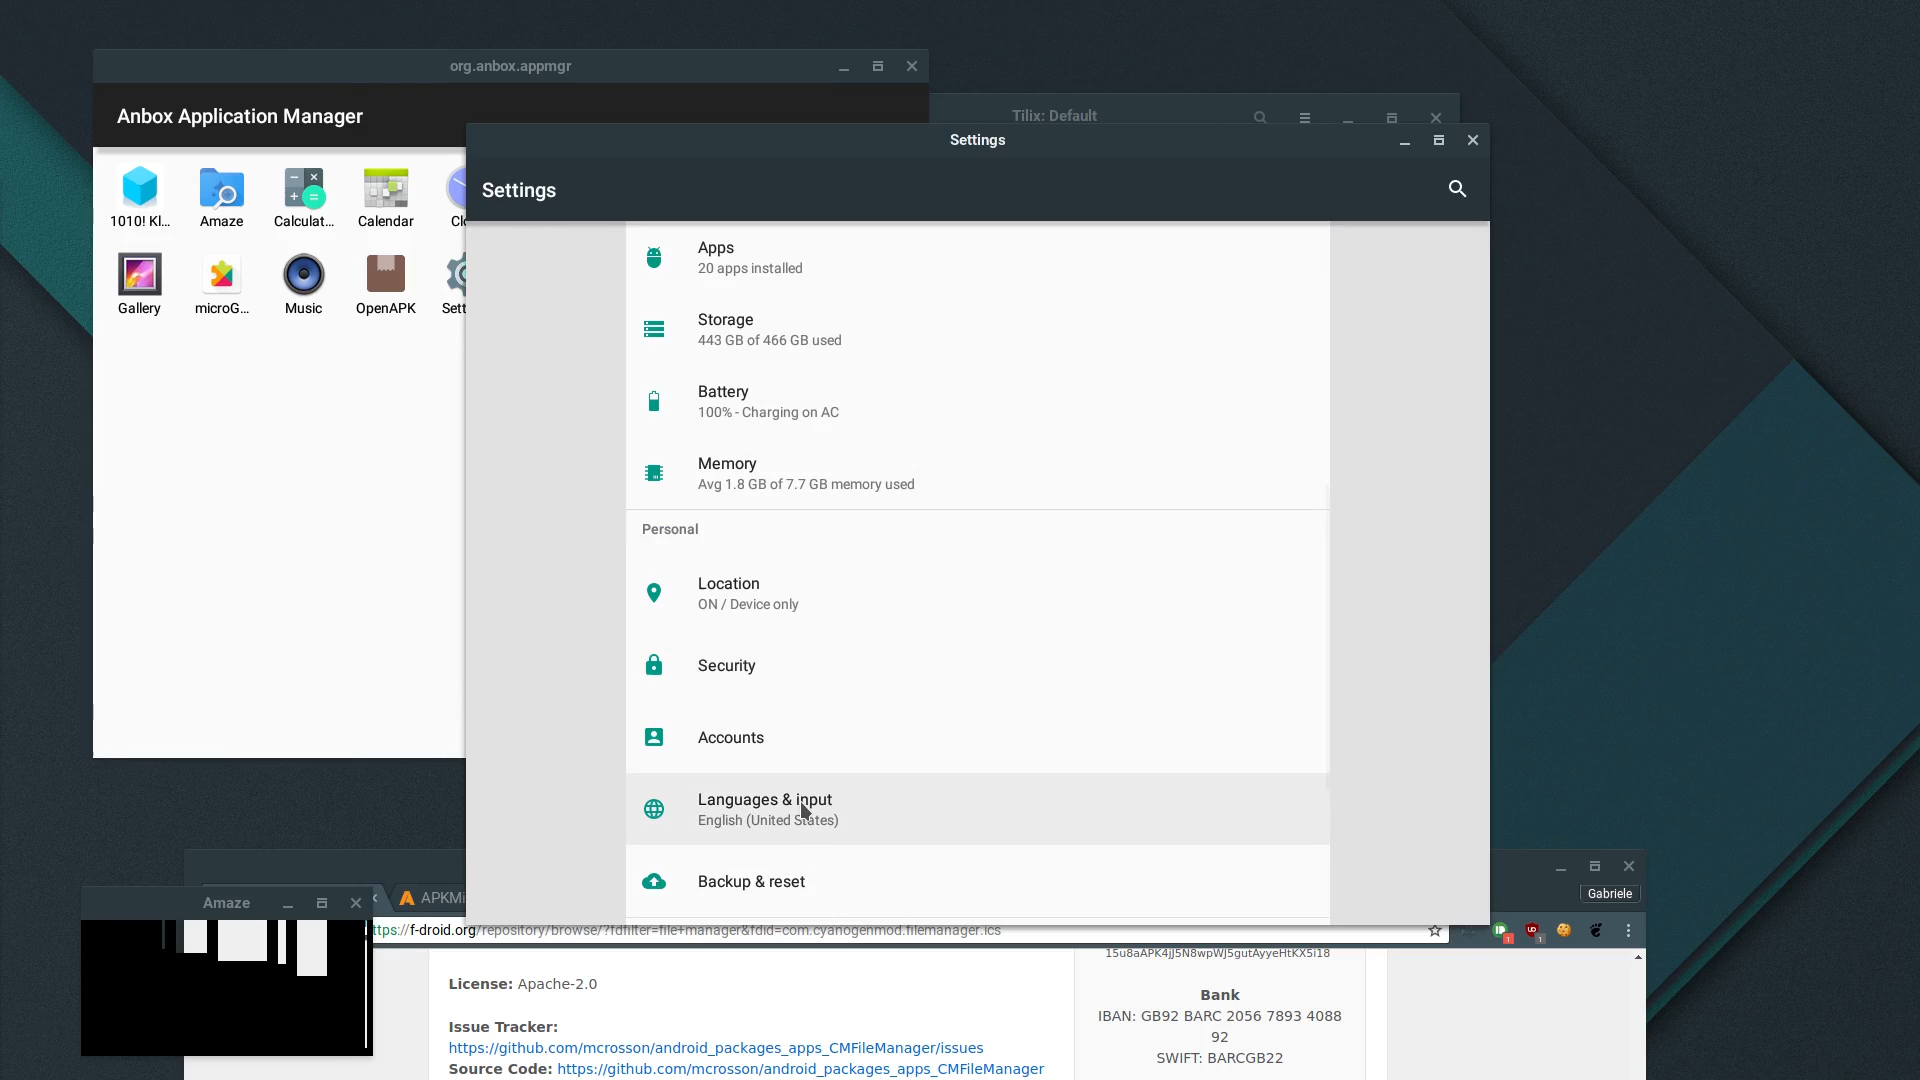 org.anbox.appmgr
Anbox Application Manager
1010! Kl...
Amaze
Calculat...
Calendar
Gallery
microG...
Music
OpenAPK
Tilix: Default
Settings
Settings
Apps
20 apps installed
Storage
443 GB of 466 GB used
Battery
100% - Charging on AC
Memory
Avg 1.8 GB of 7.7 GB memory used
Personal
Location
ON / Device only
Security
Accounts
Languages & input
English (United States)
Backup & reset
Amaze
APKMi
Gabriele
ttps://f-droid.org/repository/browse/?fdfilter=file+manager&fdid=com.cyanogenmod.filemanager.ics
License: Apache-2.0
Issue Tracker:
https://github.com/mcrosson/android_packages_apps_CMFileManager/issues
Source Code: https://github.com/mcrosson/android_packages_apps_CMFileManager
Bank
IBAN: GB92 BARC 2056 7893 4088
92
SWIFT: BARCGB22